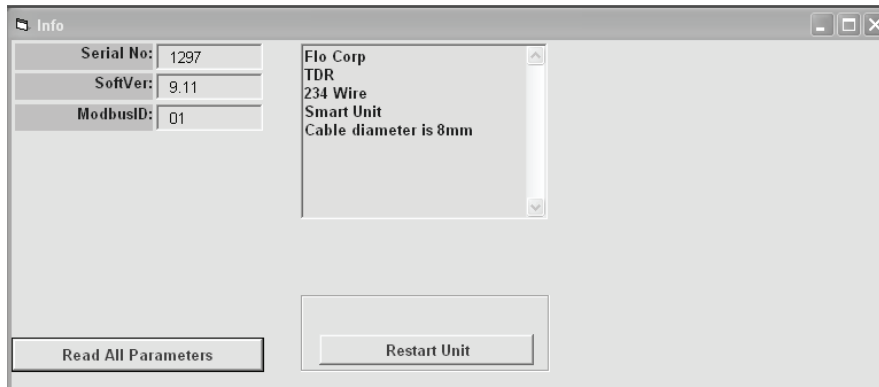 Info
Serial No: 1297
SoftVer: 9.11
ModbusID: 01
Flo Corp
TDR
234 Wire
Smart Unit
Cable diameter is 8mm
Read All Parameters
Restart Unit